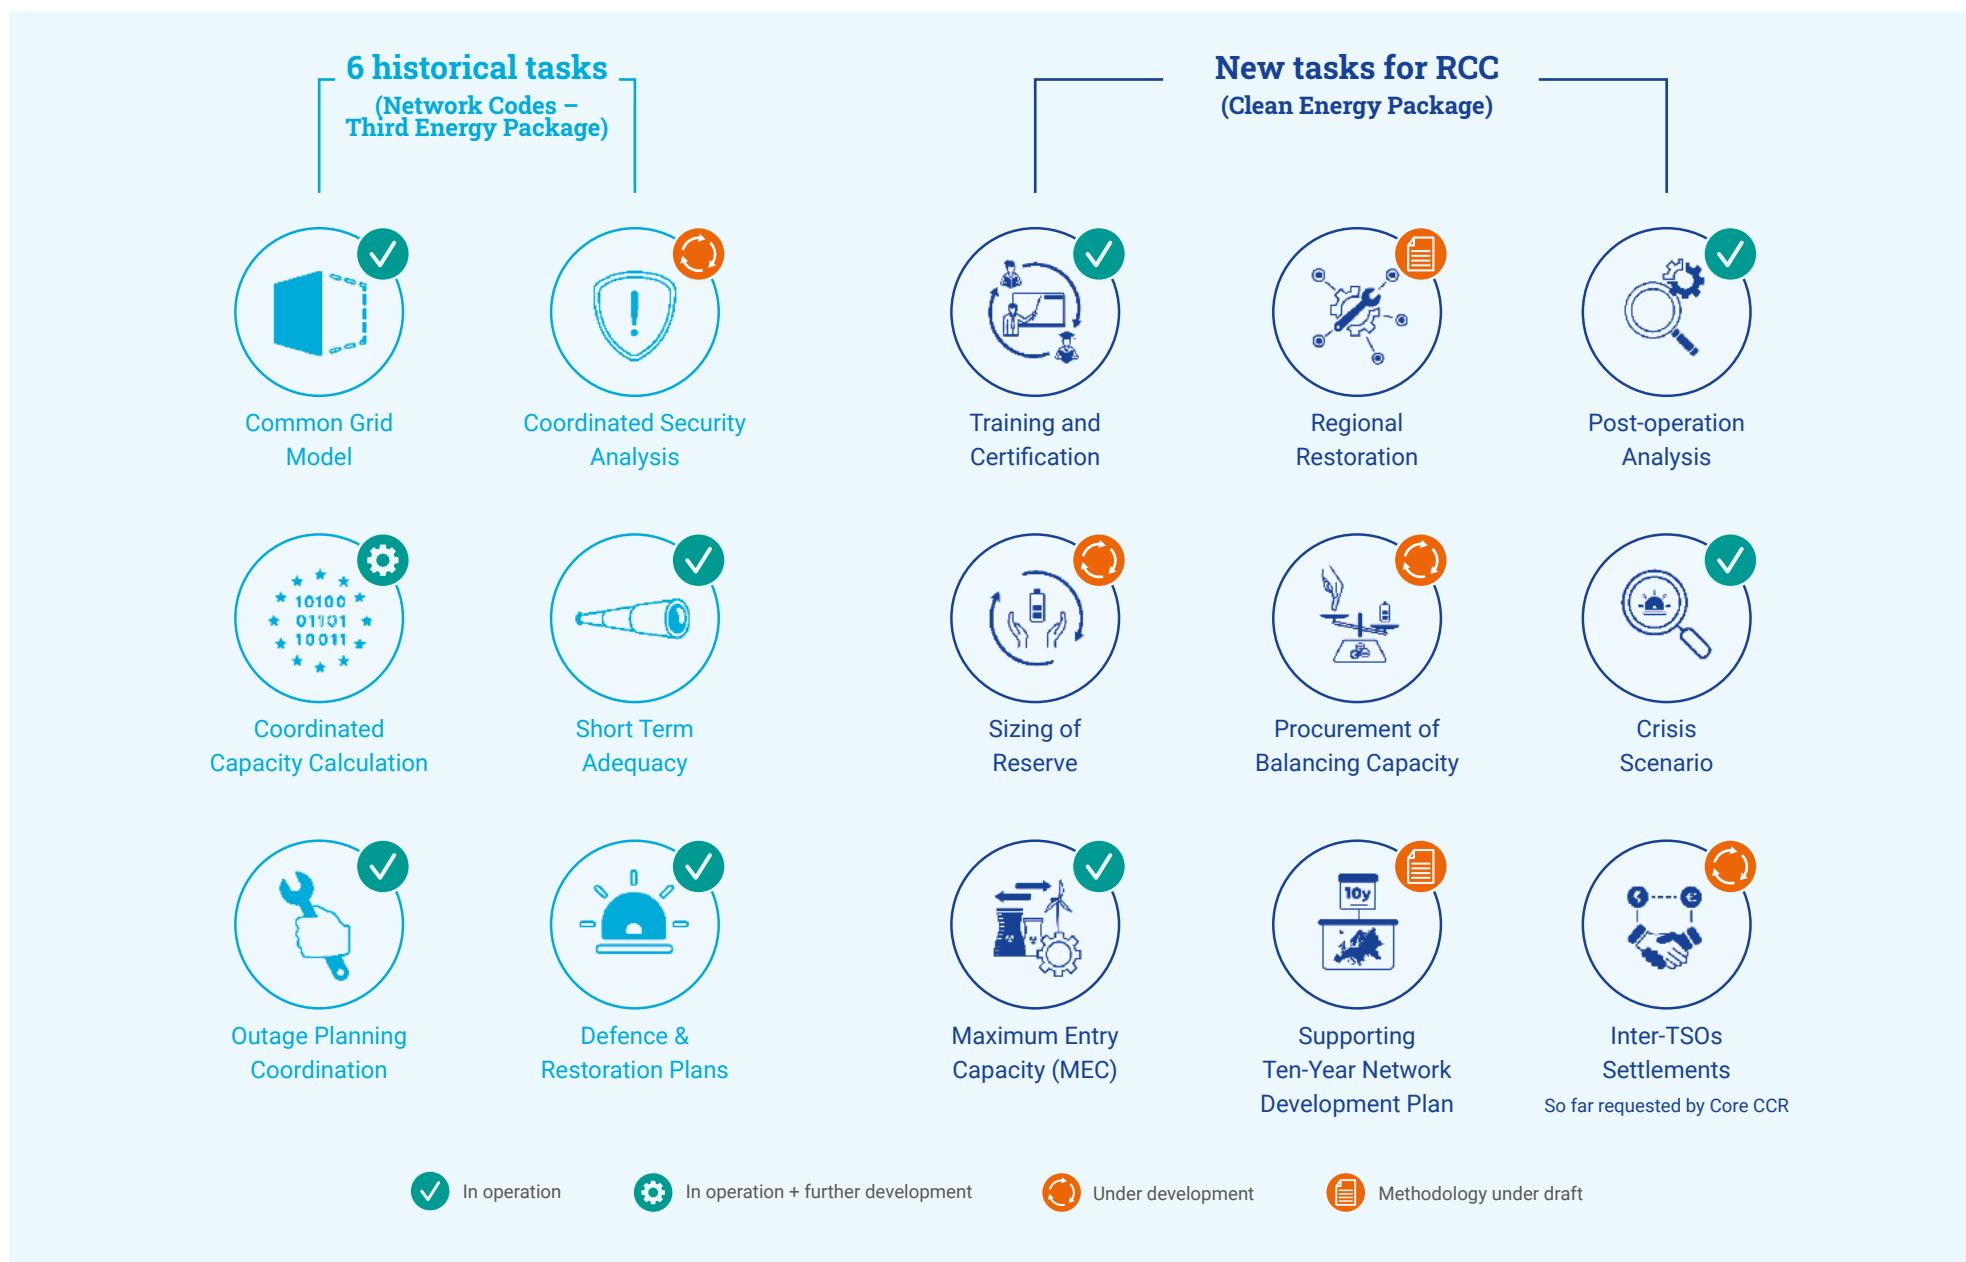 6 historical tasks
(Network Codes –
Third Energy Package)
New tasks for RCC
(Clean Energy Package)
Common Grid
Model
Coordinated Security
Analysis
Training and
Certification
Regional
Restoration
Post-operation
Analysis
10100
01101
10011
Coordinated
Capacity Calculation
Short Term
Adequacy
Sizing of
Reserve
Procurement of
Balancing Capacity
Crisis
Scenario
Outage Planning
Coordination
Defence &
Restoration Plans
Maximum Entry
Capacity (MEC)
10y
Supporting
Ten-Year Network
Development Plan
€
Inter-TSOs
Settlements
So far requested by Core CCR
In operation
In operation + further development
Under development
Methodology under draft